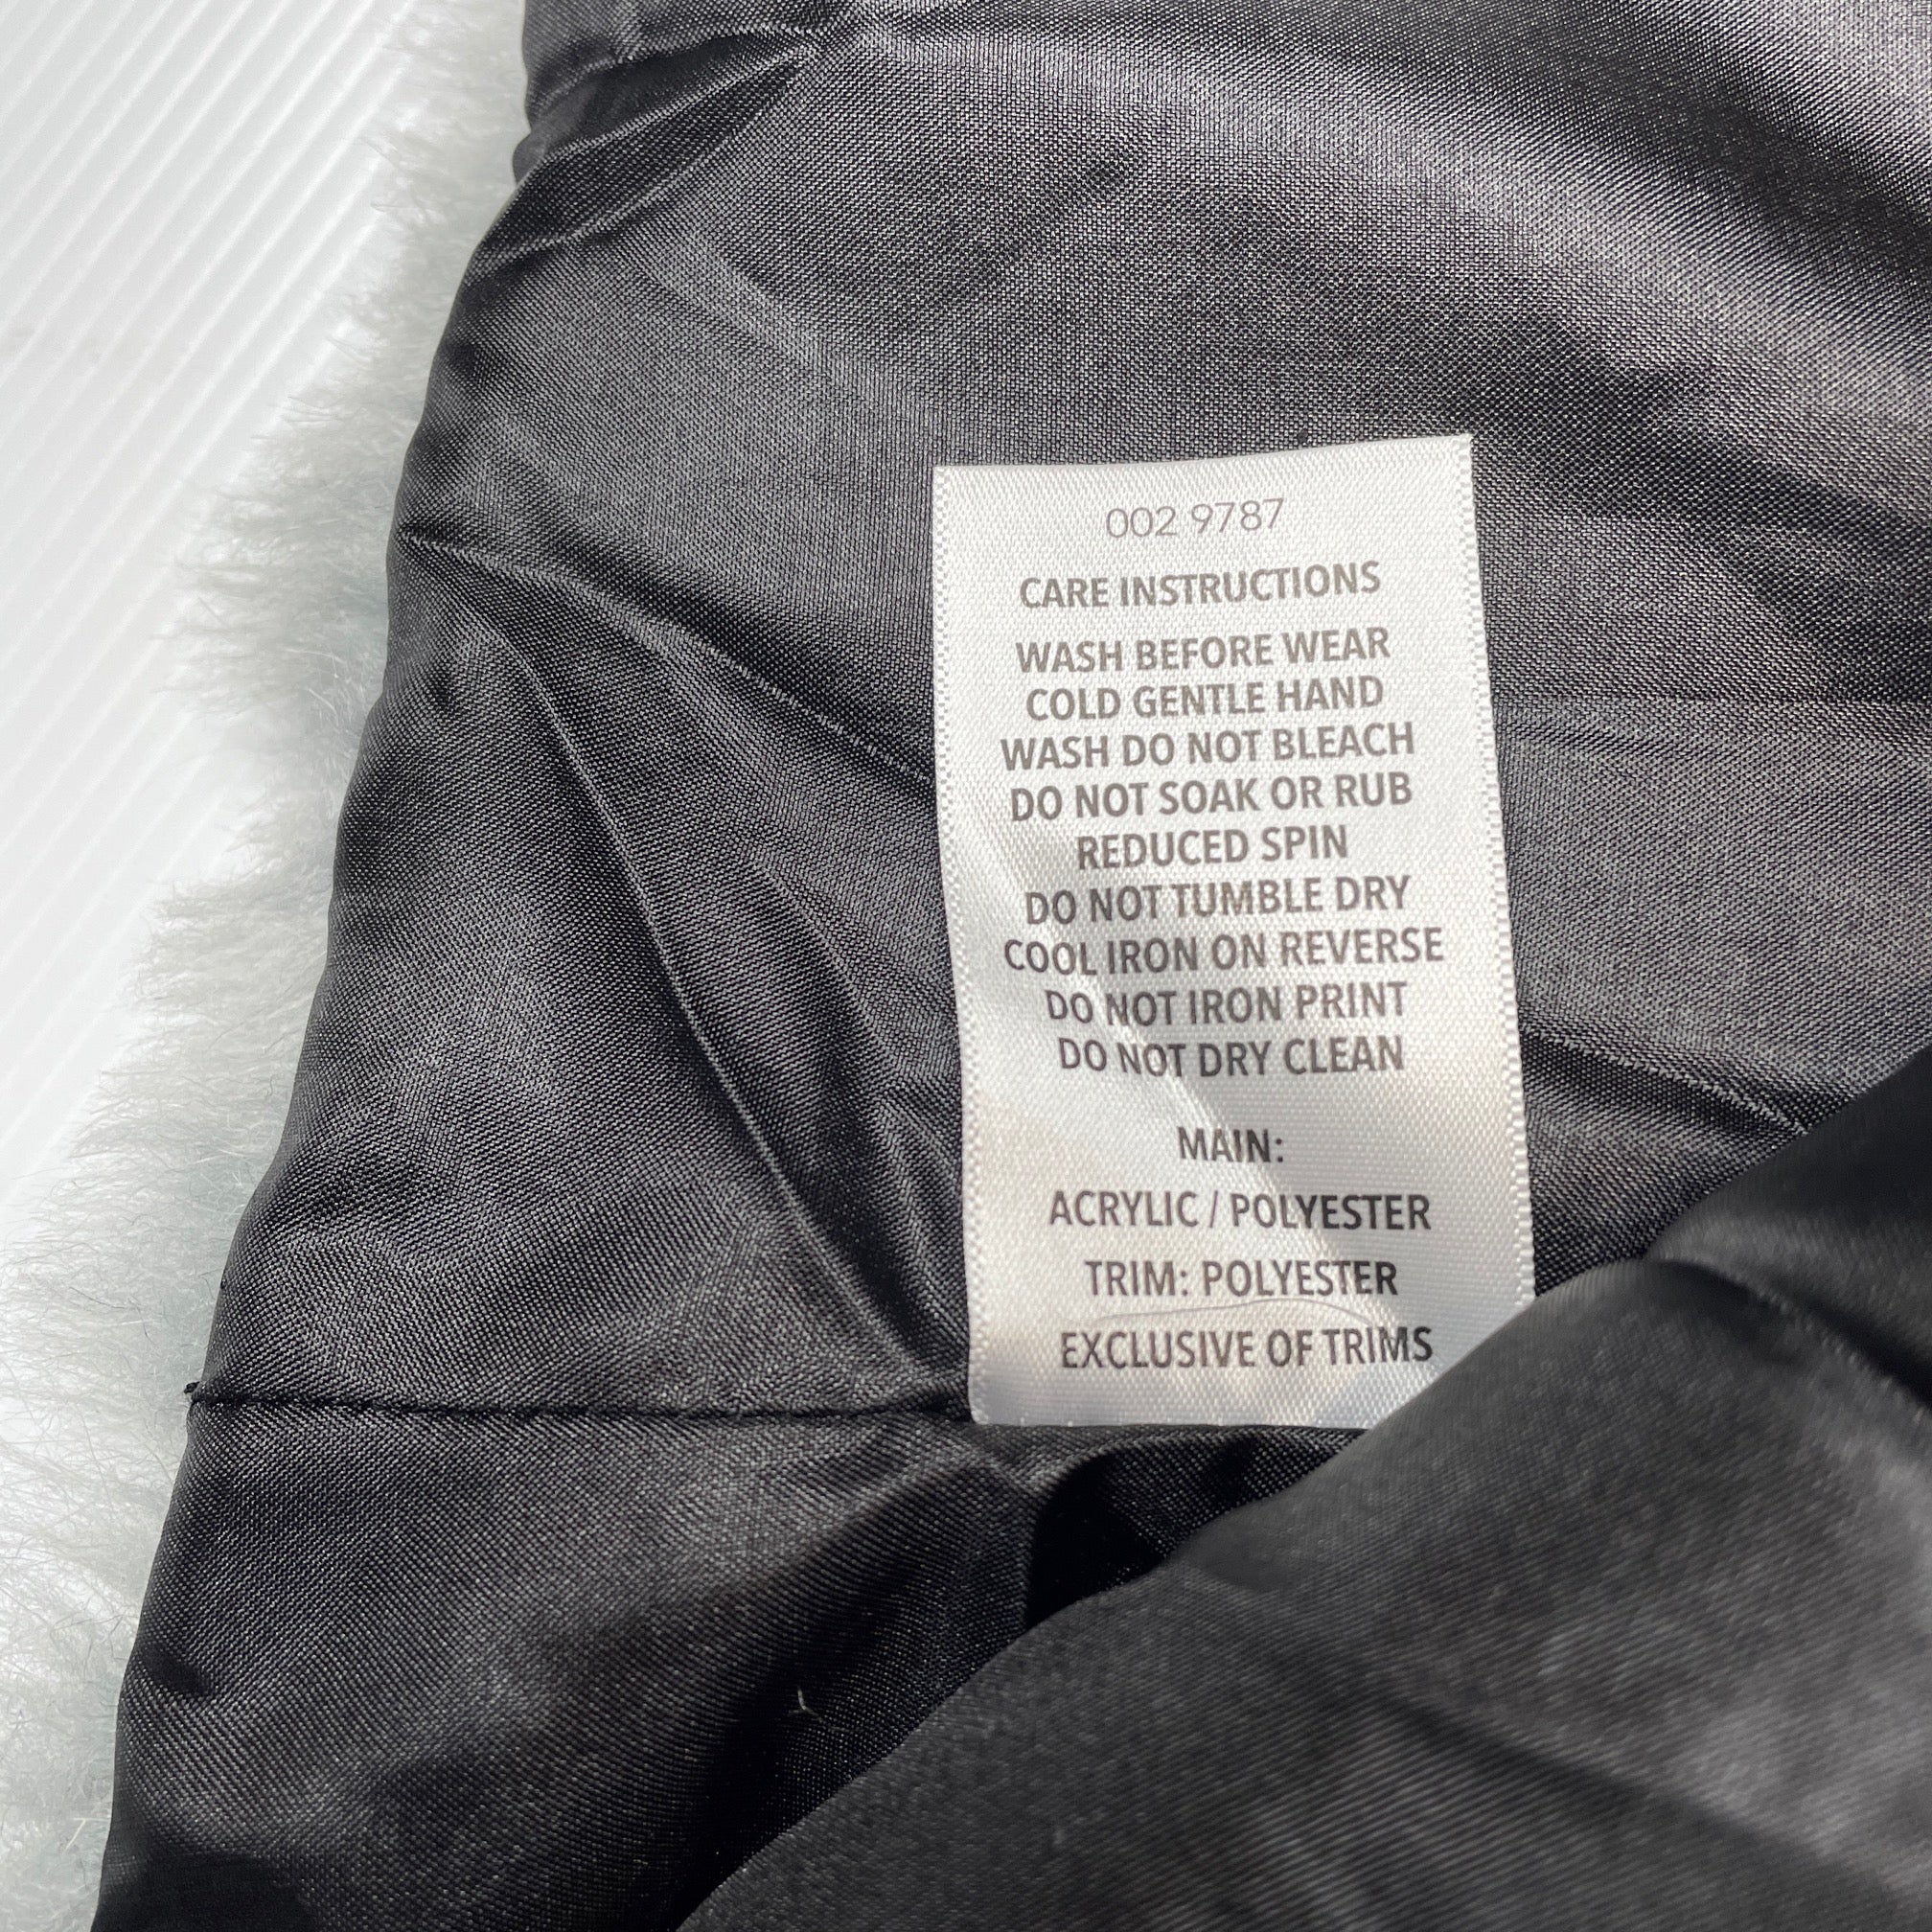 002 9787
CARE INSTRUCTIONS
WASH BEFORE WEAR
COLD GENTLE HAND
WASH DO NOT BLEACH
DO NOT SOAK OR RUB
REDUCED SPIN
DO NOT TUMBLE DRY
COOL IRON ON REVERSE
DO NOT IRON PRINT
DO NOT DRY CLEAN
MAIN:
ACRYLIC / POLYESTER
TRIM: POLYESTER
EXCLUSIVE OF TRIMS